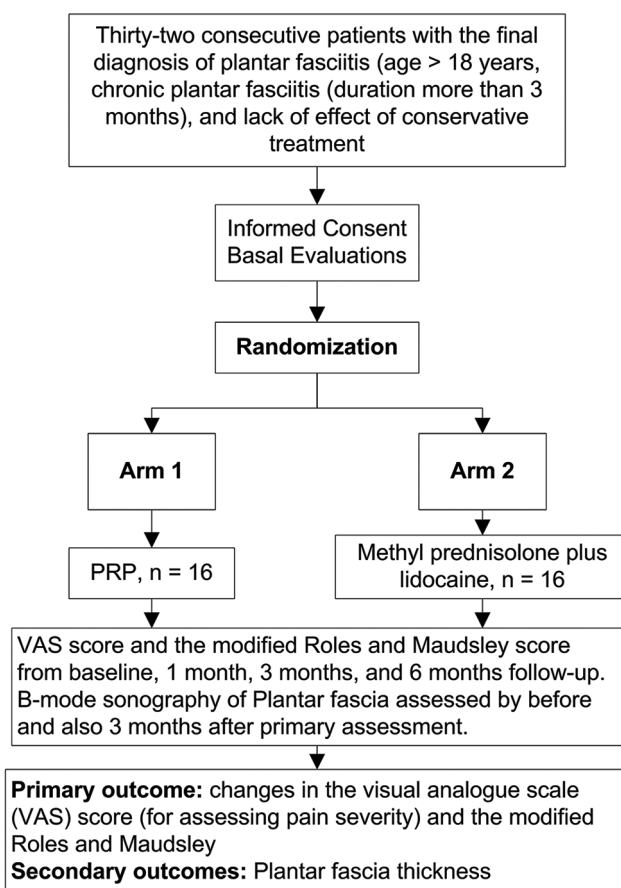 Thirty-two consecutive patients with the final
diagnosis of plantar fasciitis (age > 18 years,
chronic plantar fasciitis (duration more than 3
months), and lack of effect of conservative
treatment
Informed Consent
Basal Evaluations
Randomization
Arm 1
Arm 2
PRP, n = 16
Methyl prednisolone plus
lidocaine, n = 16
VAS score and the modified Roles and Maudsley score
from baseline, 1 month, 3 months, and 6 months follow-up.
B-mode sonography of Plantar fascia assessed by before
and also 3 months after primary assessment.
Primary outcome: changes in the visual analogue scale
(VAS) score (for assessing pain severity) and the modified
Roles and Maudsley
Secondary outcomes: Plantar fascia thickness